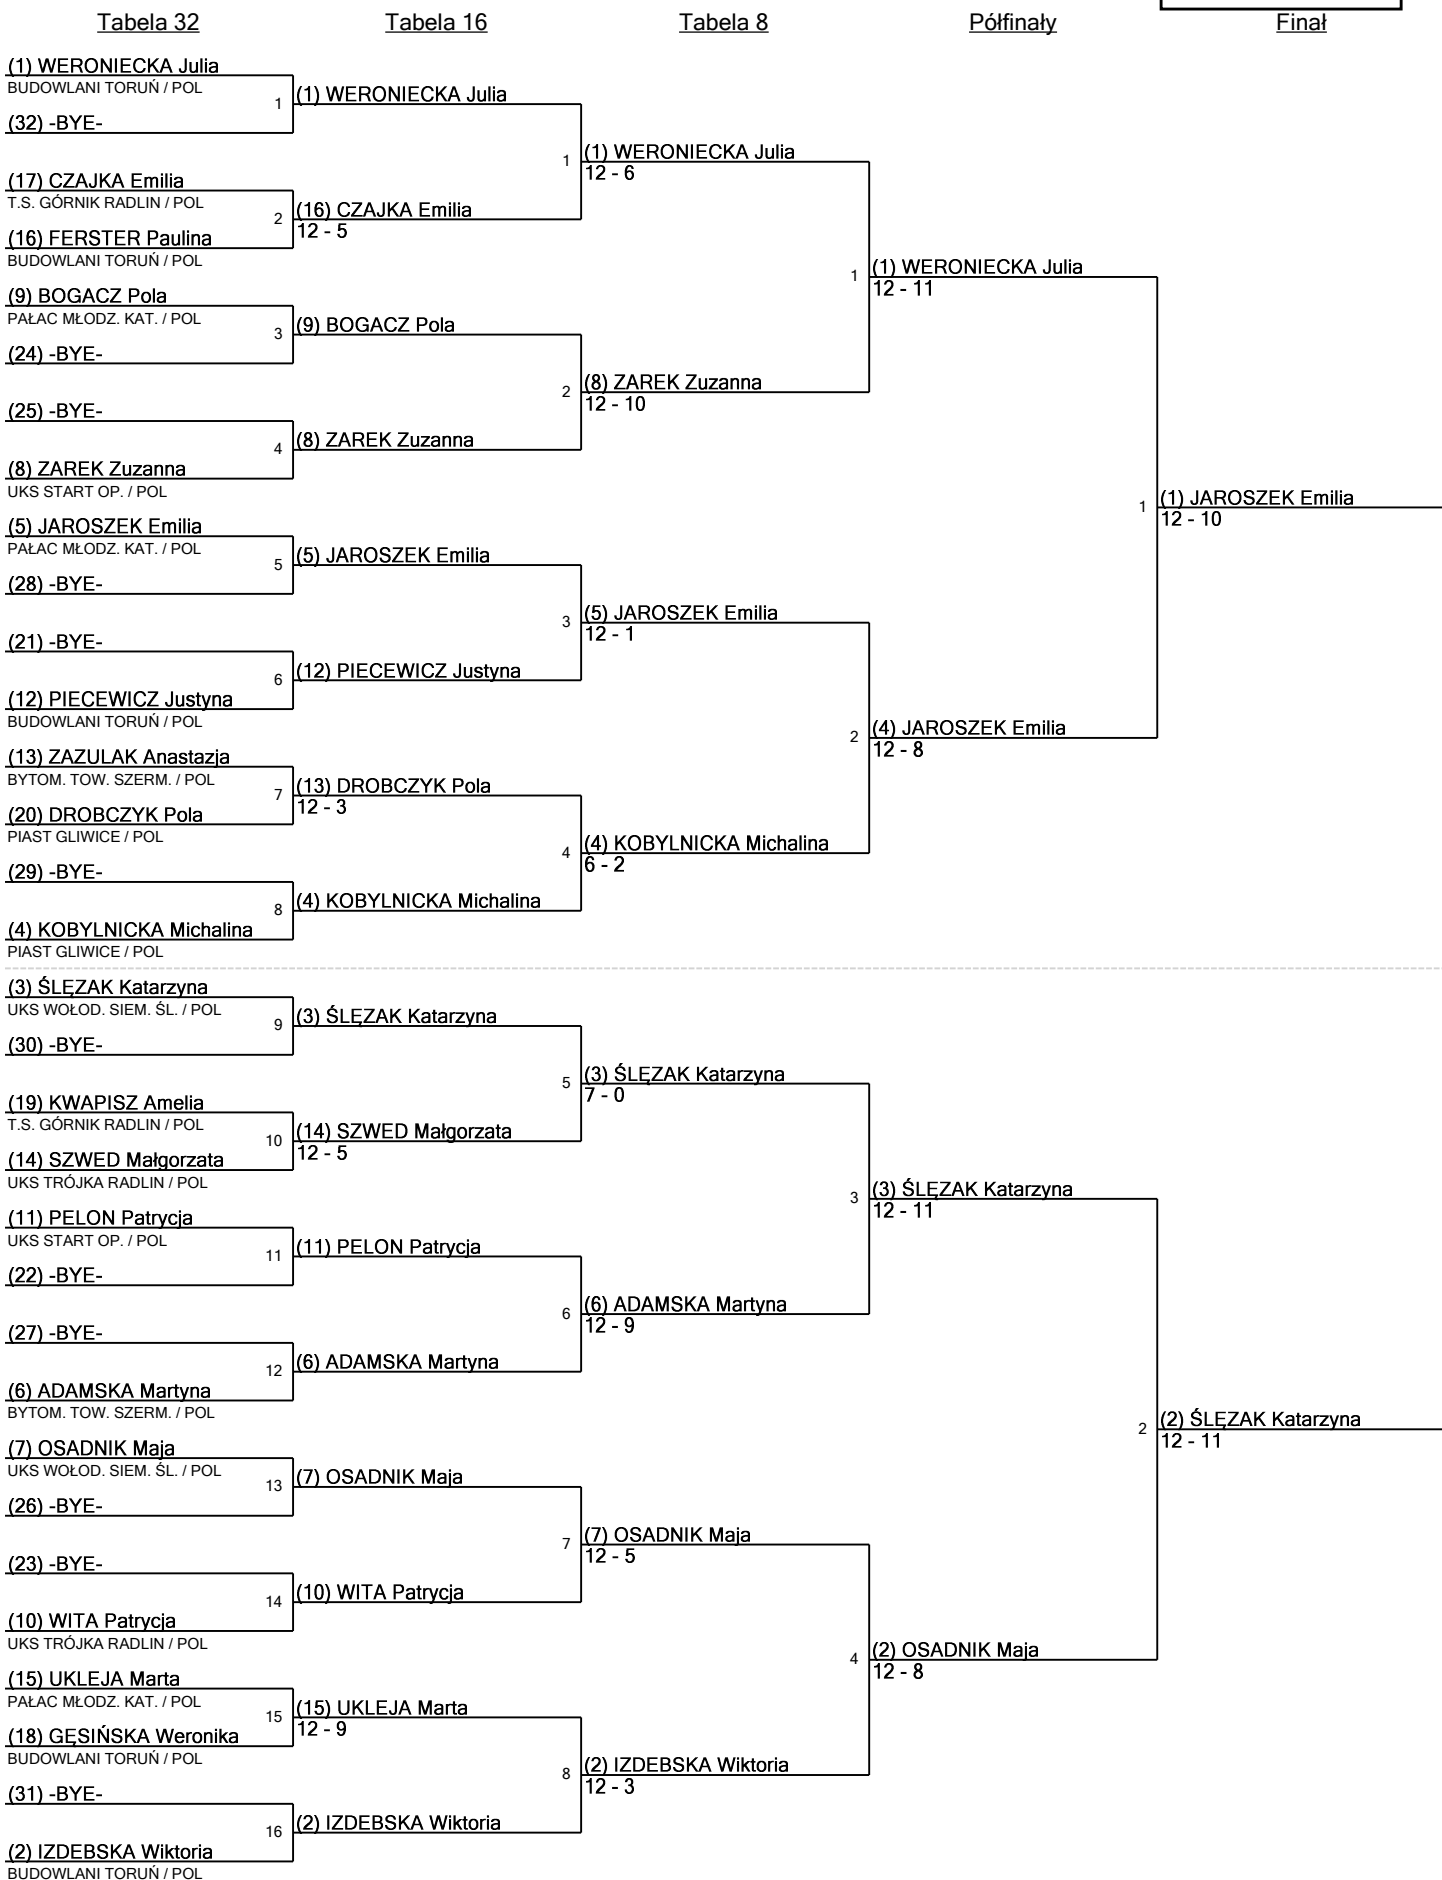 Tabela 32
Tabela 16
Tabela 8
Półfinały
Finał
(1) WERONIECKA Julia
BUDOWLANI TORUŃ / POL
1
(32) -BYE-
(17) CZAJKA Emilia
T.S. GÓRNIK RADLIN / POL
2
(16) FERSTER Paulina
BUDOWLANI TORUŃ / POL
(9) BOGACZ Pola
PAŁAC MŁODZ. KAT. / POL
3
(24) -BYE-
(25) -BYE-
4
(8) ZAREK Zuzanna
UKS START OP. / POL
(5) JAROSZEK Emilia
PAŁAC MŁODZ. KAT. / POL
5
(28) -BYE-
(21) -BYE-
6
(12) PIECEWICZ Justyna
BUDOWLANI TORUŃ / POL
(13) ZAZULAK Anastazja
BYTOM. TOW. SZERM. / POL
7
(20) DROBCZYK Pola
PIAST GLIWICE / POL
(29) -BYE-
8
(4) KOBYLNICKA Michalina
PIAST GLIWICE / POL
(3) ŚLĘZAK Katarzyna
UKS WOŁOD. SIEM. ŚL. / POL
9
(30) -BYE-
(19) KWAPISZ Amelia
T.S. GÓRNIK RADLIN / POL
10
(14) SZWED Małgorzata
UKS TRÓJKA RADLIN / POL
(11) PELON Patrycja
UKS START OP. / POL
11
(22) -BYE-
(27) -BYE-
12
(6) ADAMSKA Martyna
BYTOM. TOW. SZERM. / POL
(7) OSADNIK Maja
UKS WOŁOD. SIEM. ŚL. / POL
13
(26) -BYE-
(23) -BYE-
14
(10) WITA Patrycja
UKS TRÓJKA RADLIN / POL
(15) UKLEJA Marta
PAŁAC MŁODZ. KAT. / POL
15
(18) GĘSIŃSKA Weronika
BUDOWLANI TORUŃ / POL
(31) -BYE-
16
(2) IZDEBSKA Wiktoria
BUDOWLANI TORUŃ / POL
(1) WERONIECKA Julia
1
(16) CZAJKA Emilia
12 - 5
(9) BOGACZ Pola
2
(8) ZAREK Zuzanna
(5) JAROSZEK Emilia
3
(12) PIECEWICZ Justyna
(13) DROBCZYK Pola
12 - 3
4
(4) KOBYLNICKA Michalina
(3) ŚLĘZAK Katarzyna
5
(14) SZWED Małgorzata
12 - 5
(11) PELON Patrycja
6
(6) ADAMSKA Martyna
(7) OSADNIK Maja
7
(10) WITA Patrycja
(15) UKLEJA Marta
12 - 9
8
(2) IZDEBSKA Wiktoria
(1) WERONIECKA Julia
12 - 6
1
(8) ZAREK Zuzanna
12 - 10
(5) JAROSZEK Emilia
12 - 1
2
(4) KOBYLNICKA Michalina
6 - 2
(3) ŚLĘZAK Katarzyna
7 - 0
3
(6) ADAMSKA Martyna
12 - 9
(7) OSADNIK Maja
12 - 5
4
(2) IZDEBSKA Wiktoria
12 - 3
(1) WERONIECKA Julia
12 - 11
1
(4) JAROSZEK Emilia
12 - 8
(3) ŚLĘZAK Katarzyna
12 - 11
2
(2) OSADNIK Maja
12 - 8
(1) JAROSZEK Emilia
12 - 10
(2) ŚLĘZAK Katarzyna
12 - 11